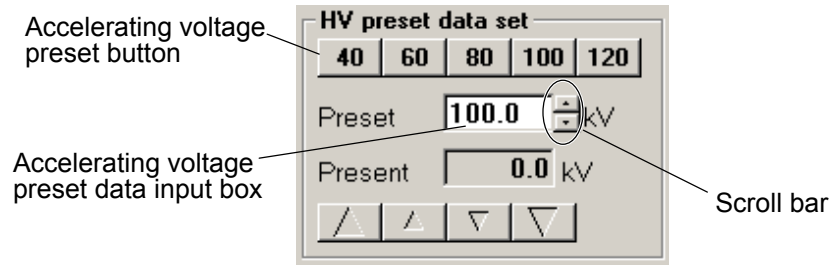 Accelerating voltage
preset button
HV preset data set
40 60 80 100 120
Preset 100.0 kV
Accelerating voltage
preset data input box
Present 0.0 kV
Scroll bar